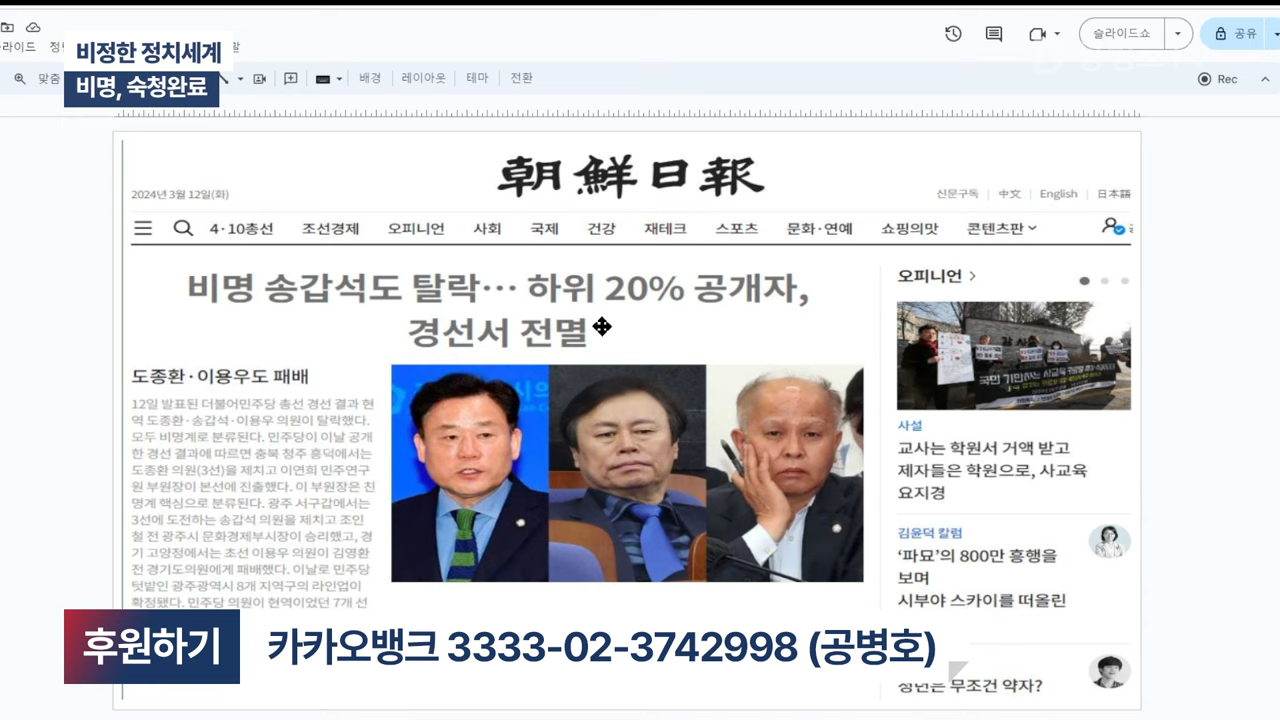 비정한 정치세계
비명, 숙청완료
슬라이드쇼
공유
맞춤
배경
레이아웃
테마
전환
Rec
朝鮮日報
2024년 3월 12일(화)
신문구독 | 中文 | English | 日本語
4·10총선 조선경제 오피니언 사회 국제 건강 재테크 스포츠 문화·연예 쇼핑의맛 콘텐츠판
비명 송갑석도 탈락… 하위 20% 공개자,
경선서 전멸
도종환·이용우도 패배
12일 발표된 더불어민주당 총선 경선 결과 현
역 도종환·송갑석·이용우 의원이 탈락했다.
모두 비명계로 분류된다. 민주당이 이날 공개
한 경선 결과에 따르면 충북 청주 흥덕에서는
도종환 의원(3선)을 제치고 이연희 민주연구
원 부원장이 본선에 진출했다. 이 부원장은 친
명계 핵심으로 분류된다. 광주 서구갑에서는
3선에 도전하는 송갑석 의원을 제치고 조인
철 전 광주시 문화경제부시장이 승리했고, 경
기 고양정에서는 초선 이용우 의원이 김영환
전 경기도의원에게 패배했다. 이날로 민주당
텃밭인 광주광역시 8개 지역구의 라인업이
확정됐다. 민주당 의원이 현역이었던 7개 선
오피니언
사설
교사는 학원서 거액 받고
제자들은 학원으로, 사교육
요지경
김윤덕 칼럼
‘파묘’의 800만 흥행을
보며
시부야 스카이를 떠올린
청년은 무조건 약자?
후원하기
카카오뱅크 3333-02-3742998 (공병호)